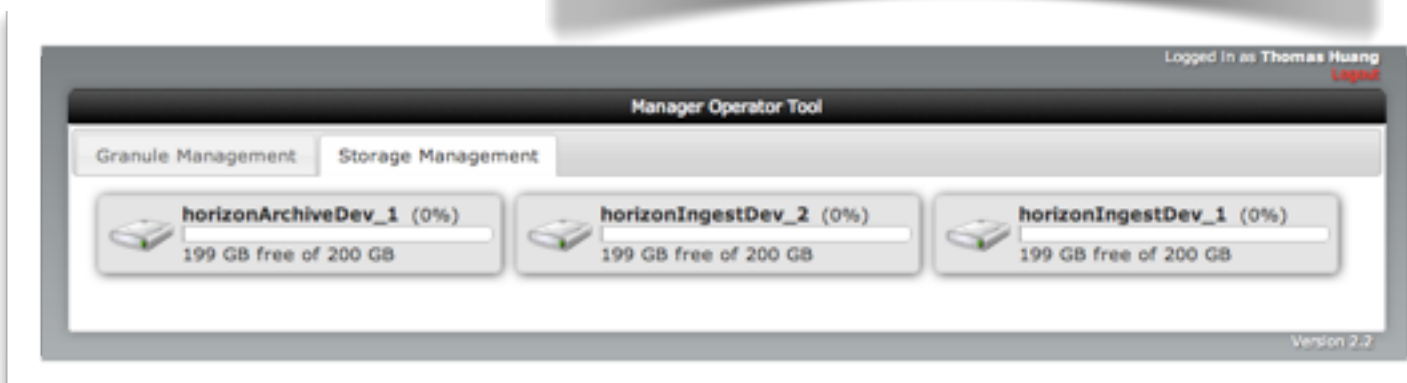 Logged in as Thomas Huang
Logout
Manager Operator Tool
Granule Management Storage Management
horizonArchiveDev_1 (0%) horizonIngestDev_2 (0%) horizonIngestDev_1 (0%)
199 GB free of 200 GB 199 GB free of 200 GB 199 GB free of 200 GB
Version 2.2